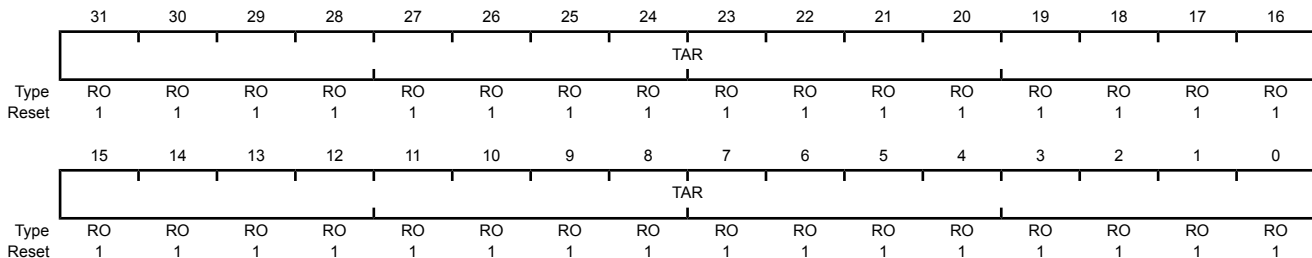 31 30 29 28 27 26 25 24 23 22 21 20 19 18 17 16
TAR
Type RO RO RO RO RO RO RO RO RO RO RO RO RO RO RO RO
Reset 1 1 1 1 1 1 1 1 1 1 1 1 1 1 1 1
15 14 13 12 11 10 9 8 7 6 5 4 3 2 1 0
TAR
Type RO RO RO RO RO RO RO RO RO RO RO RO RO RO RO RO
Reset 1 1 1 1 1 1 1 1 1 1 1 1 1 1 1 1